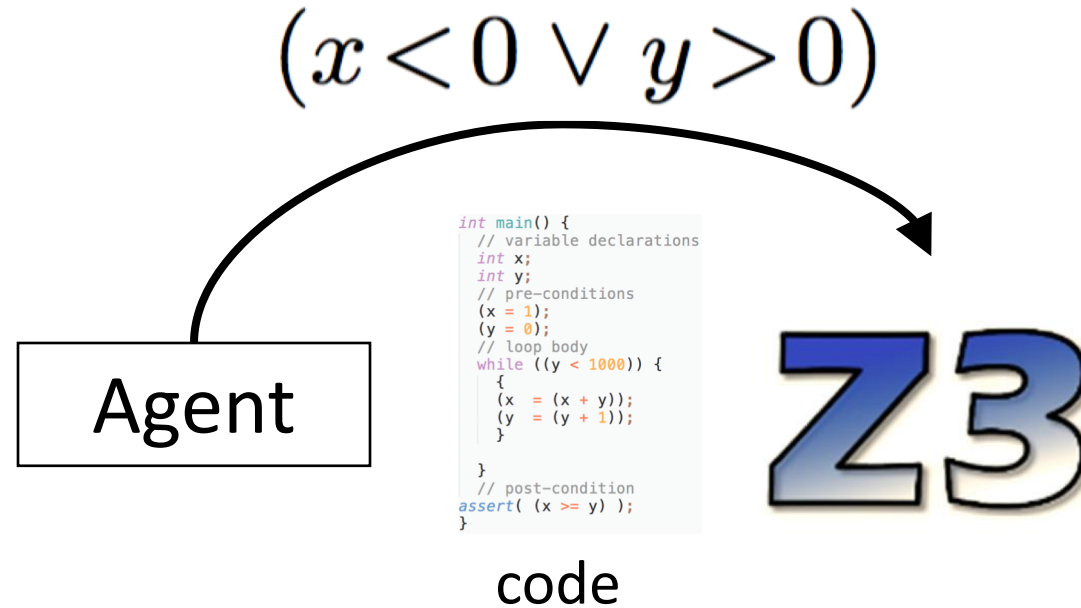 (x < 0 ∨ y > 0)
int main() {
// variable declarations
int x;
int y;
// pre-conditions
(x = 1);
(y = 0);
// loop body
while ((y < 1000)) {
{
(x  = (x + y));
(y  = (y + 1));
}
}
// post-condition
assert( (x >= y) );
}
Agent
Z3
code